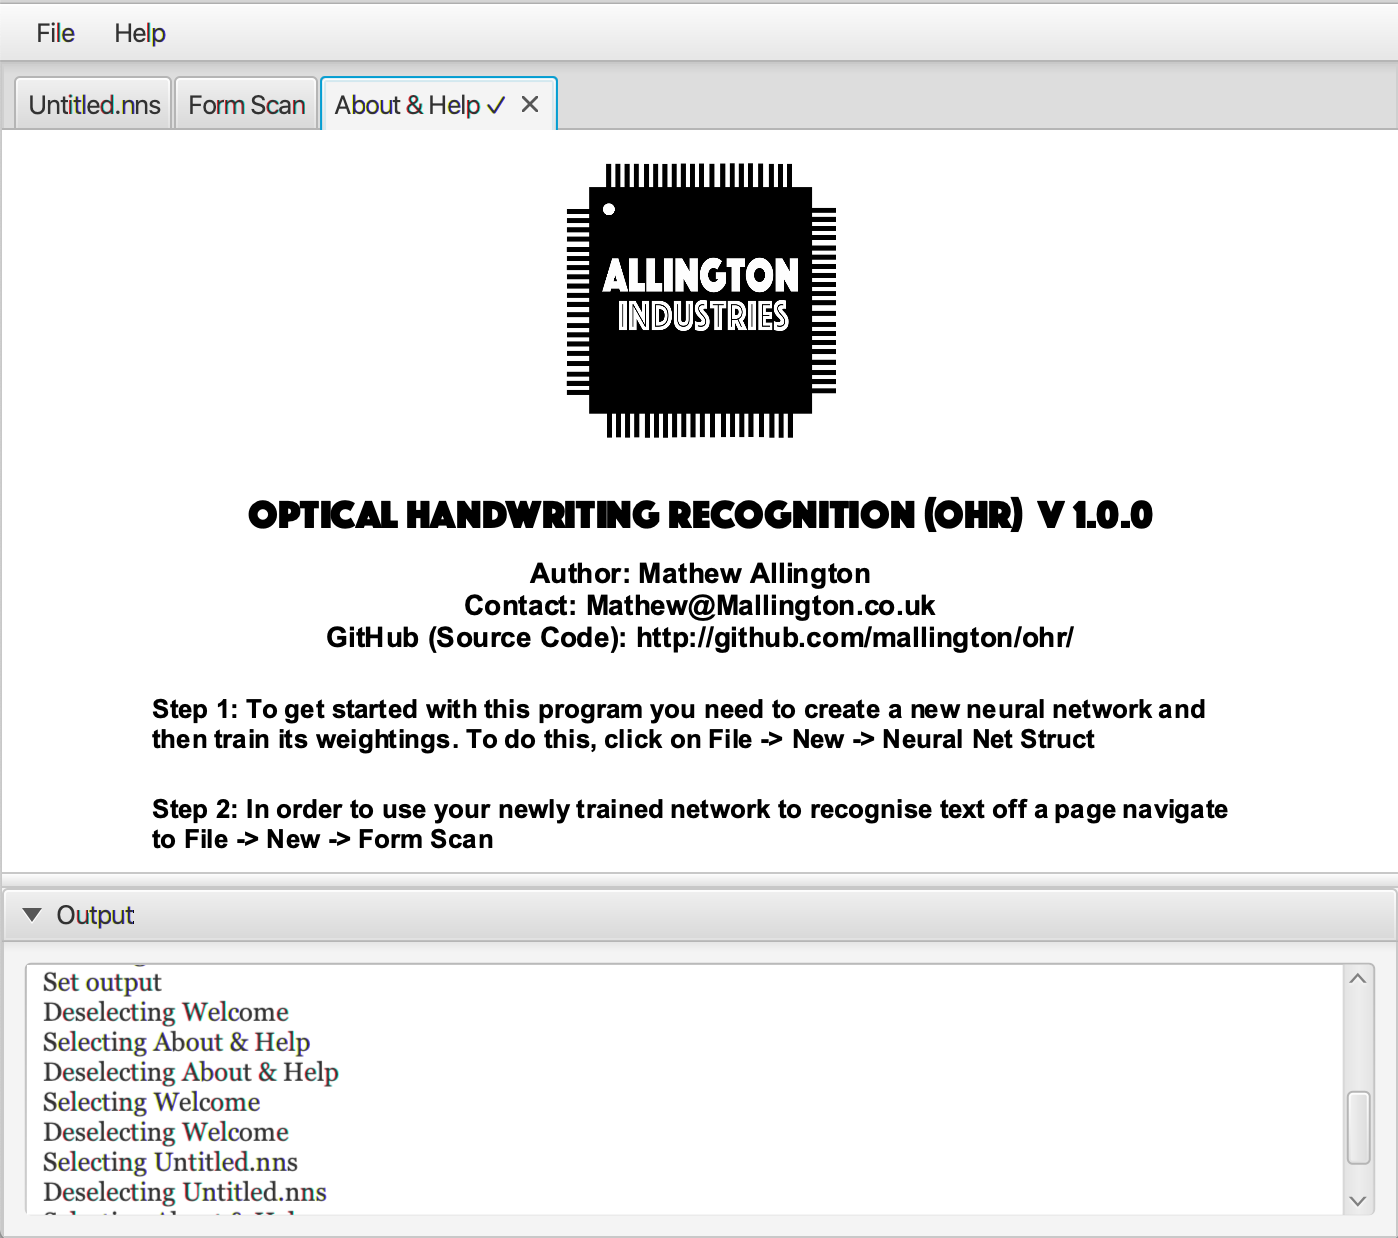 File Help
Untitled.nns Form Scan About & Help ✓ ✕
ALLINGTON
INDUSTRIES
OPTICAL HANDWRITING RECOGNITION (OHR) V 1.0.0
Author: Mathew Allington
Contact: Mathew@Mallington.co.uk
GitHub (Source Code): http://github.com/mallington/ohr/
Step 1: To get started with this program you need to create a new neural network and
then train its weightings. To do this, click on File -> New -> Neural Net Struct
Step 2: In order to use your newly trained network to recognise text off a page navigate
to File -> New -> Form Scan
Output:
Set output
Deselecting Welcome
Selecting About & Help
Deselecting About & Help
Selecting Welcome
Deselecting Welcome
Selecting Untitled.nns
Deselecting Untitled.nns